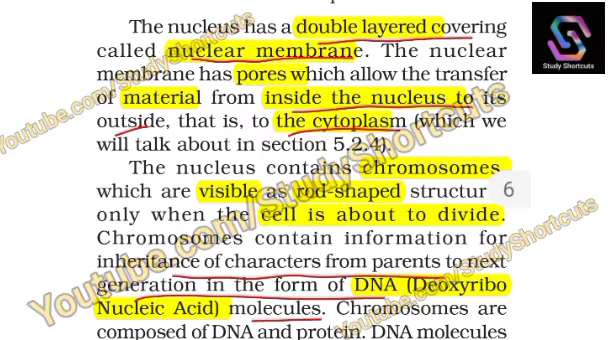 The nucleus has a double layered covering
called nuclear membrane. The nuclear
membrane has pores which allow the transfer
of material from inside the nucleus to its
outside, that is, to the cytoplasm (which we
will talk about in section 5.2.4).
The nucleus contains chromosomes
which are visible as rod-shaped structur
only when the cell is about to divide.
Chromosomes contain information for
inheritance of characters from parents to next
generation in the form of DNA (Deoxyribo
Nucleic Acid) molecules. Chromosomes are
composed of DNA and protein. DNA molecules
Study Shortcuts
6
Youtube.com/StudyShortcuts
Youtube.com/StudyShortcuts
Youtube.com/StudyShortcuts